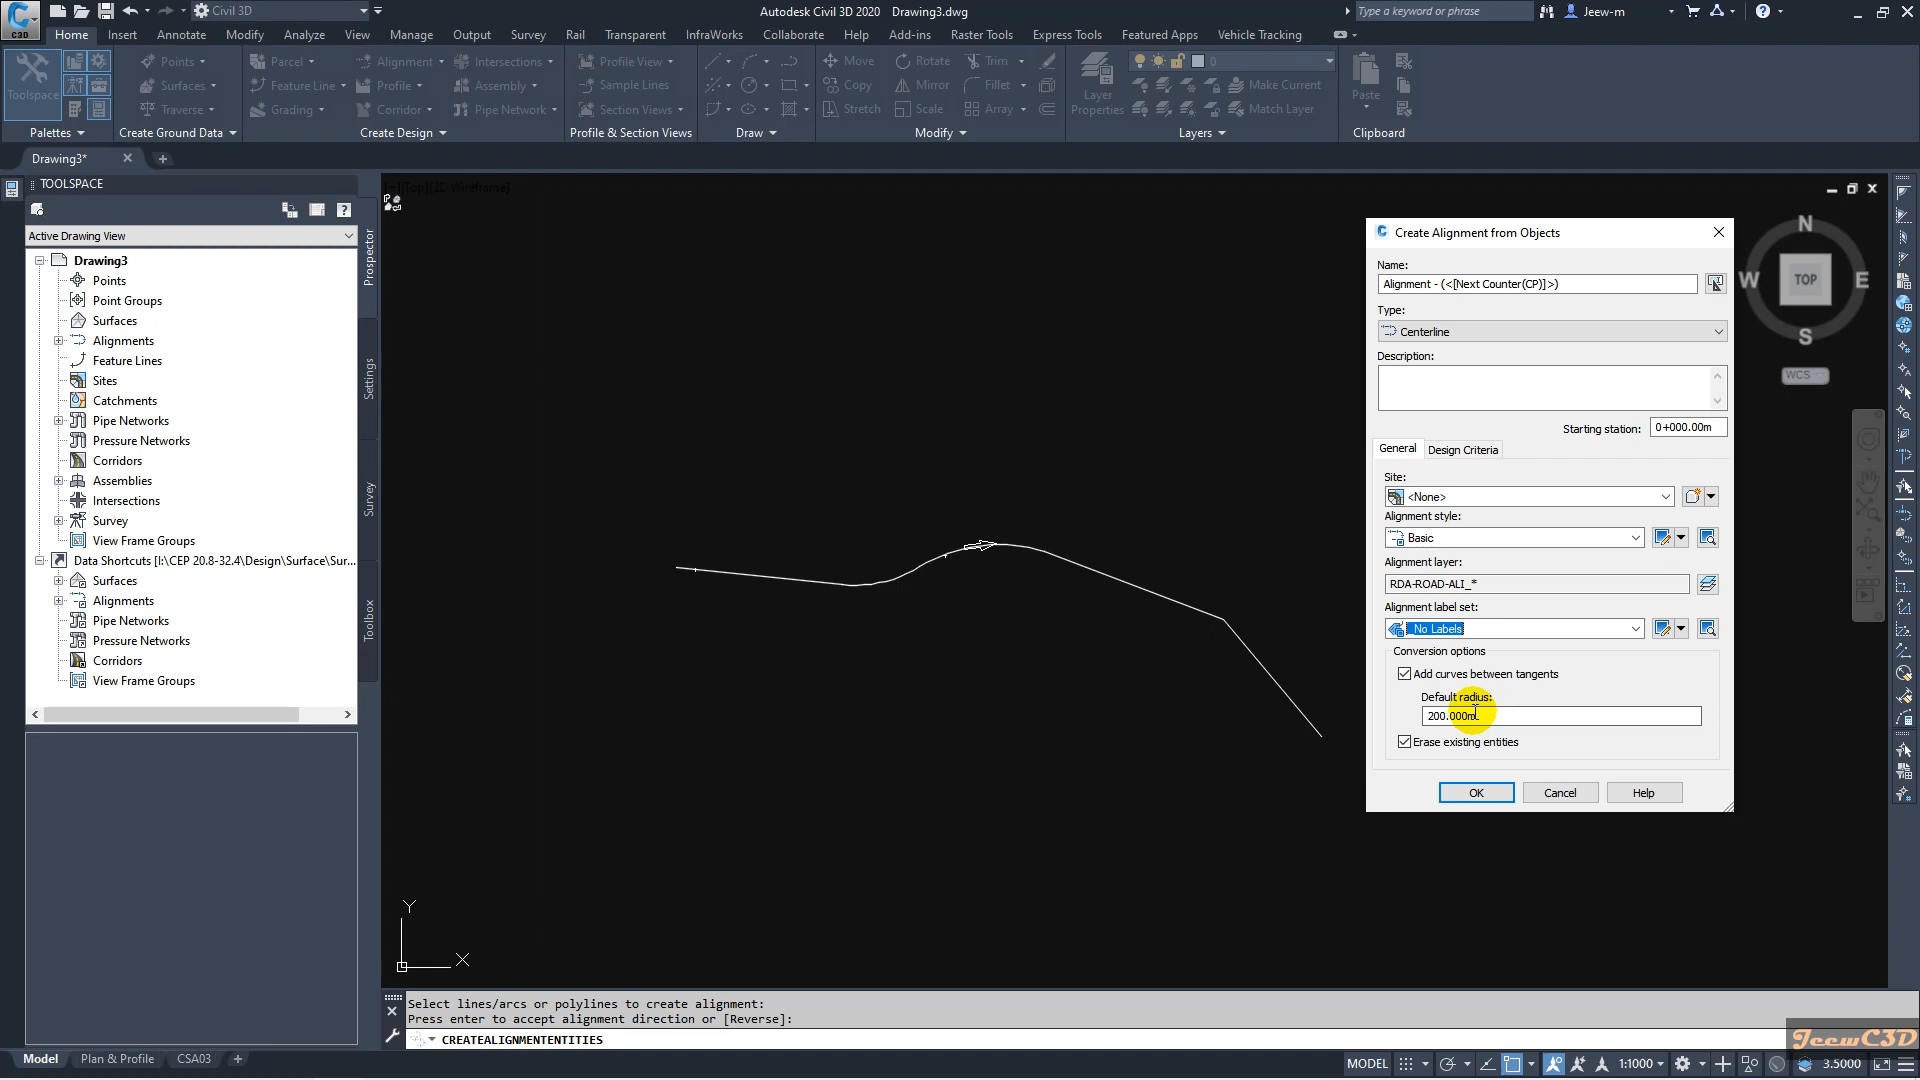 C3D
Civil 3D
Autodesk Civil 3D 2020 Drawing3.dwg
Type a keyword or phrase
Jeew-m
Home Insert Annotate Modify Analyze View Manage Output Survey Rail Transparent InfraWorks Collaborate Help Add-ins Raster Tools Express Tools Featured Apps Vehicle Tracking
Toolspace
Points
Surfaces
Traverse
Parcel
Feature Line
Grading
Alignment
Profile
Corridor
Intersections
Assembly
Pipe Network
Profile View
Sample Lines
Section Views
Move
Copy
Stretch
Rotate
Mirror
Scale
Trim
Fillet
Array
Layer
Properties
0
Make Current
Match Layer
Paste
Palettes Create Ground Data Create Design Profile & Section Views Draw Modify Layers Clipboard
Drawing3*
TOOLSPACE
Active Drawing View
Drawing3
Points
Point Groups
Surfaces
Alignments
Feature Lines
Sites
Catchments
Pipe Networks
Pressure Networks
Corridors
Assemblies
Intersections
Survey
View Frame Groups
Data Shortcuts [I:\CEP 20.8-32.4\Design\Surface\Sur...
Surfaces
Alignments
Pipe Networks
Pressure Networks
Corridors
View Frame Groups
Prospector
Settings
Survey
Toolbox
[-][Top][2D Wireframe]
N
W
TOP
E
S
WCS
Create Alignment from Objects
Name:
Alignment - (<[Next Counter(CP)]>)
Type:
Centerline
Description:
Starting station: 0+000.00m
General Design Criteria
Site:
<None>
Alignment style:
Basic
Alignment layer:
RDA-ROAD-ALI_*
Alignment label set:
_No Labels
Conversion options
Add curves between tangents
Default radius:
200.000m
Erase existing entities
OK Cancel Help
Y
X
Select lines/arcs or polylines to create alignment:
Press enter to accept alignment direction or [Reverse]:
CREATEALIGNMENTENTITIES
JeewC3D
Model Plan & Profile CSA03
MODEL 1:1000 3.5000